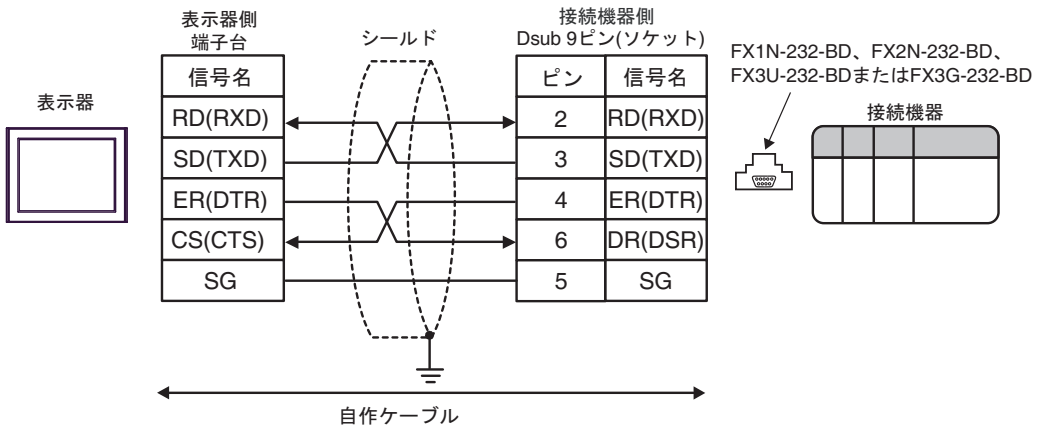 表示器側
端子台
シールド
接続機器側
Dsub 9ピン(ソケット)
FX1N-232-BD、FX2N-232-BD、
FX3U-232-BDまたはFX3G-232-BD
表示器
接続機器
信号名
ピン 信号名
RD(RXD) 2 RD(RXD)
SD(TXD) 3 SD(TXD)
ER(DTR) 4 ER(DTR)
CS(CTS) 6 DR(DSR)
SG 5 SG
自作ケーブル